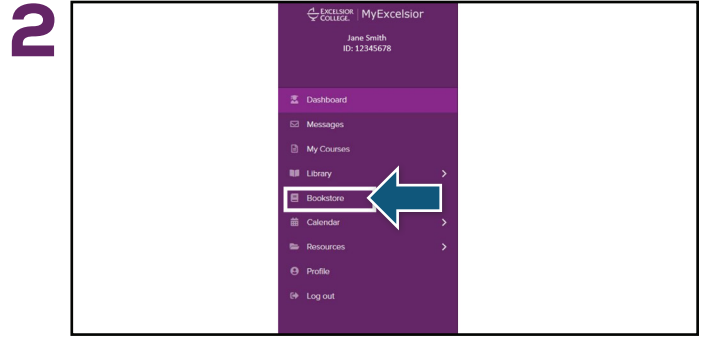 2
EXCELSIOR COLLEGE. | MyExcelsior
Jane Smith
ID: 12345678
Dashboard
Messages
My Courses
Library
Bookstore
Calendar
Resources
Profile
Log out